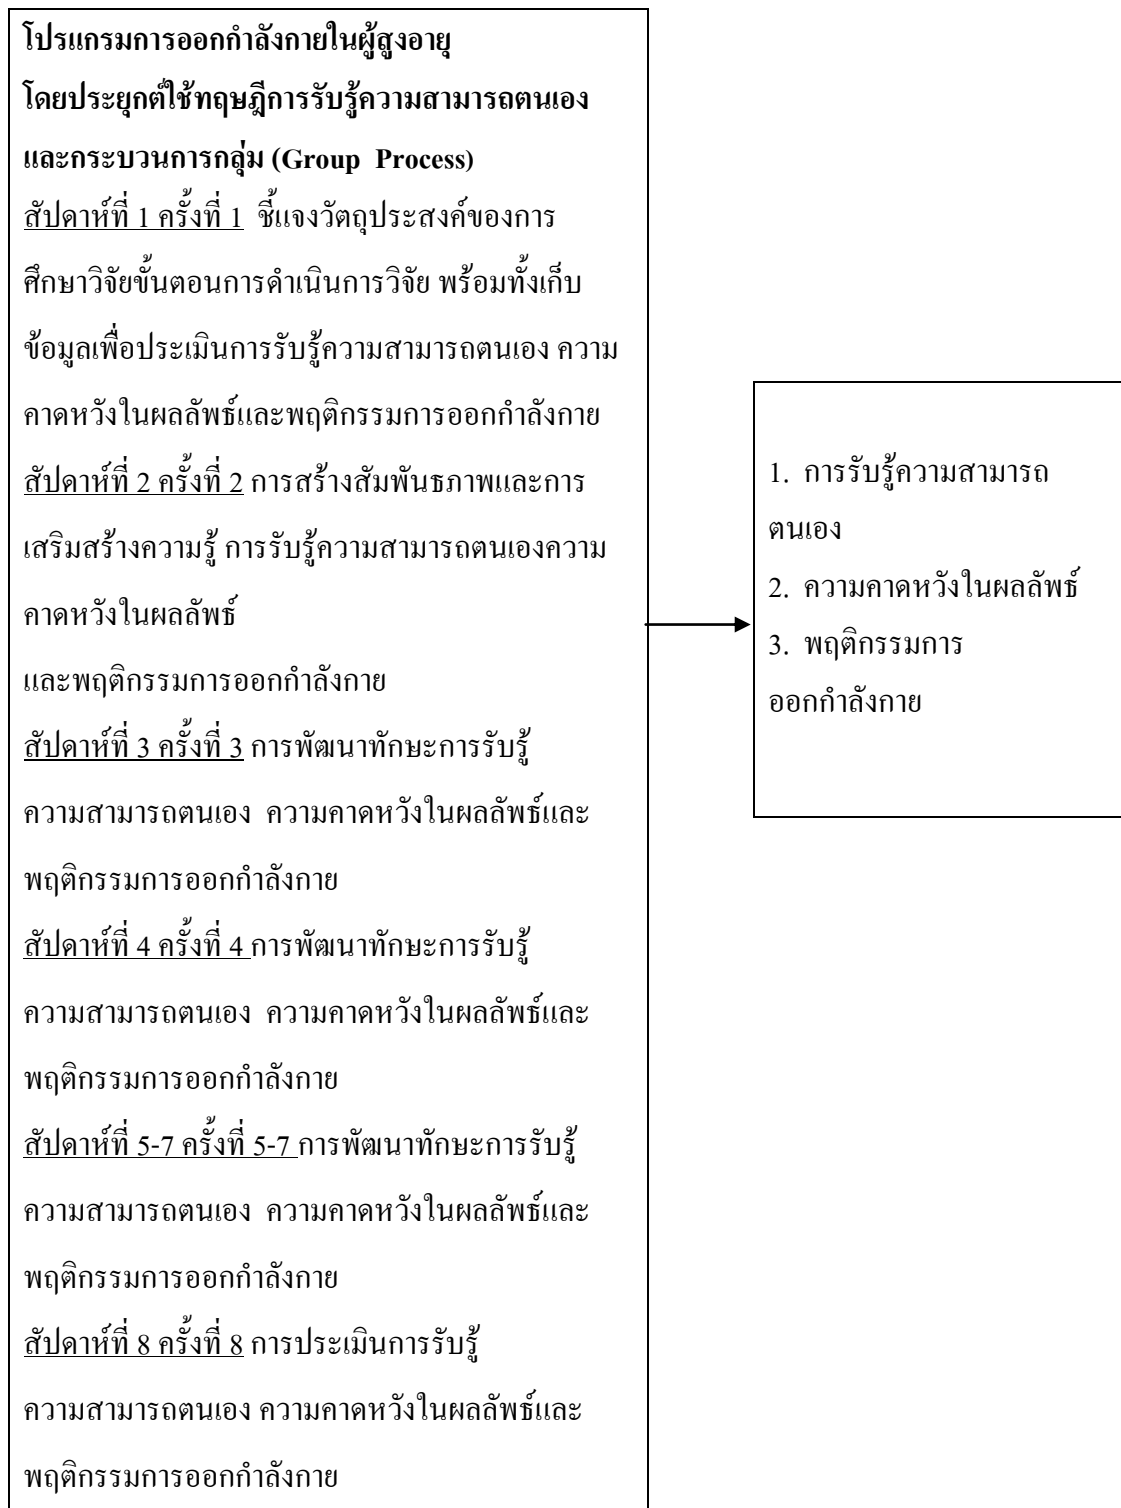 โปรแกรมการออกกำลังกายในผู้สูงอายุ
โดยประยุกต์ใช้ทฤษฎีการรับรู้ความสามารถตนเอง
และกระบวนการกลุ่ม (Group Process)
สัปดาห์ที่ 1 ครั้งที่ 1 ชี้แจงวัตถุประสงค์ของการ
ศึกษาวิจัยขั้นตอนการดำเนินการวิจัย พร้อมทั้งเก็บ
ข้อมูลเพื่อประเมินการรับรู้ความสามารถตนเอง ความ
คาดหวังในผลลัพธ์และพฤติกรรมการออกกำลังกาย
สัปดาห์ที่ 2 ครั้งที่ 2 การสร้างสัมพันธภาพและการ
เสริมสร้างความรู้ การรับรู้ความสามารถตนเองความ
คาดหวังในผลลัพธ์
และพฤติกรรมการออกกำลังกาย
สัปดาห์ที่ 3 ครั้งที่ 3 การพัฒนาทักษะการรับรู้
ความสามารถตนเอง ความคาดหวังในผลลัพธ์และ
พฤติกรรมการออกกำลังกาย
สัปดาห์ที่ 4 ครั้งที่ 4 การพัฒนาทักษะการรับรู้
ความสามารถตนเอง ความคาดหวังในผลลัพธ์และ
พฤติกรรมการออกกำลังกาย
สัปดาห์ที่ 5-7 ครั้งที่ 5-7 การพัฒนาทักษะการรับรู้
ความสามารถตนเอง ความคาดหวังในผลลัพธ์และ
พฤติกรรมการออกกำลังกาย
สัปดาห์ที่ 8 ครั้งที่ 8 การประเมินการรับรู้
ความสามารถตนเอง ความคาดหวังในผลลัพธ์และ
พฤติกรรมการออกกำลังกาย
1. การรับรู้ความสามารถ
ตนเอง
2. ความคาดหวังในผลลัพธ์
3. พฤติกรรมการ
ออกกำลังกาย